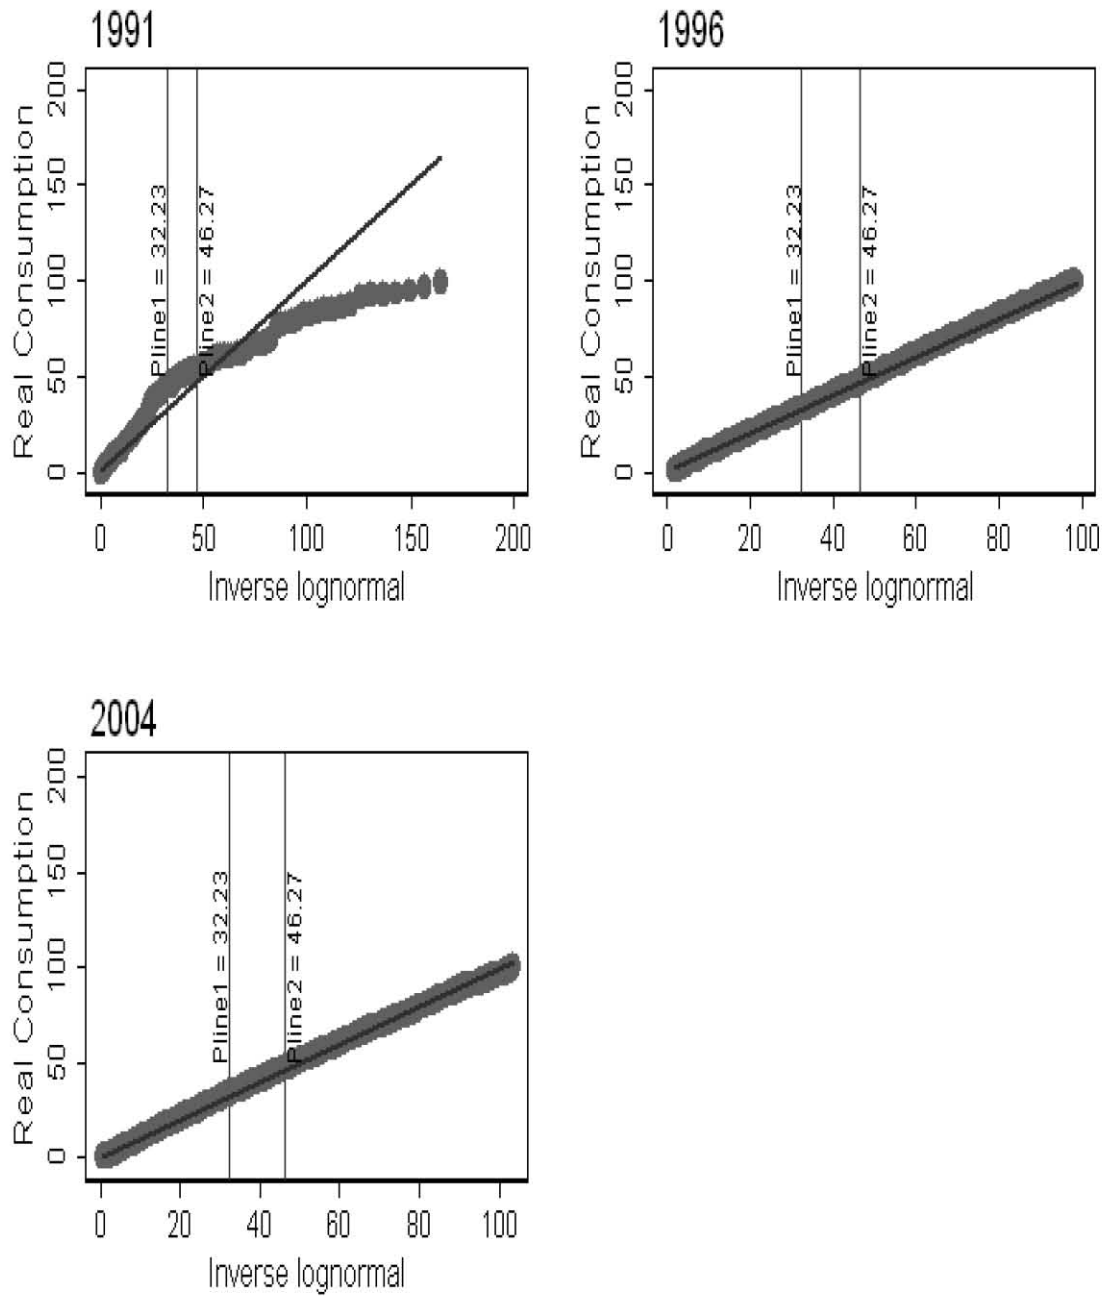 1991
Real Consumption
200
150
100
50
0
Pline1 = 32.23
Pline2 = 46.27
0 50 100 150 200
Inverse lognormal
1996
Real Consumption
200
150
100
50
0
Pline1 = 32.23
Pline2 = 46.27
0 20 40 60 80 100
Inverse lognormal
2004
Real Consumption
200
150
100
50
0
Pline1 = 32.23
Pline2 = 46.27
0 20 40 60 80 100
Inverse lognormal